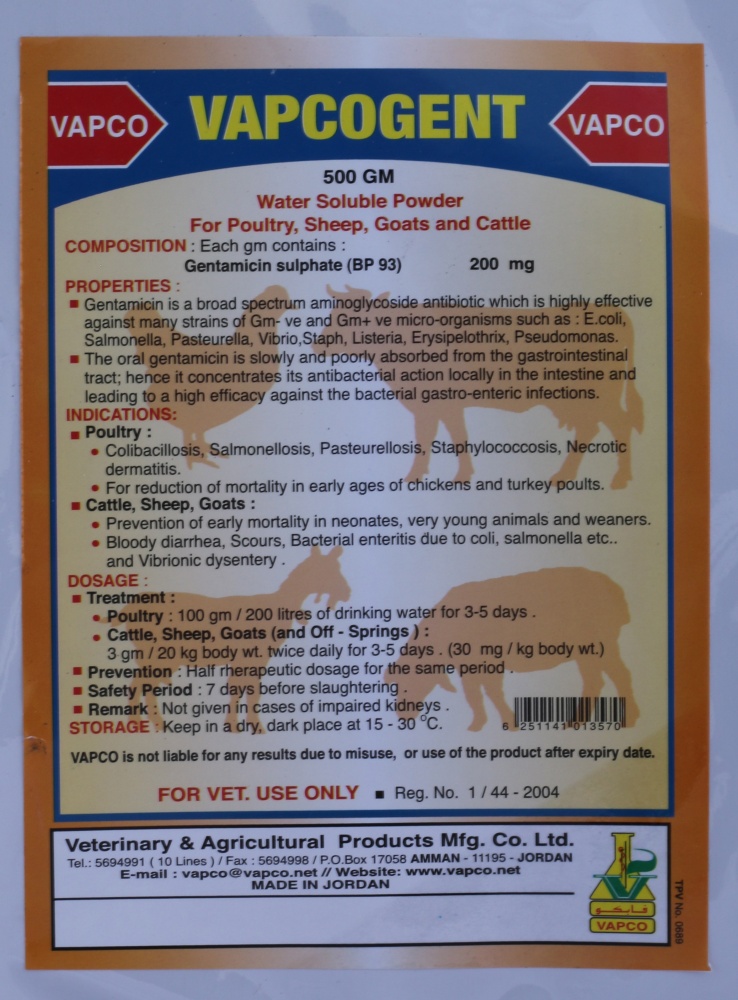 VAPCO VAPCOGENT VAPCO
500 GM
Water Soluble Powder
For Poultry, Sheep, Goats and Cattle
COMPOSITION : Each gm contains :
Gentamicin sulphate (BP 93) 200 mg
PROPERTIES :
■ Gentamicin is a broad spectrum aminoglycoside antibiotic which is highly effective
against many strains of Gm- ve and Gm+ ve micro-organisms such as : E.coli,
Salmonella, Pasteurella, Vibrio,Staph, Listeria, Erysipelothrix, Pseudomonas.
■ The oral gentamicin is slowly and poorly absorbed from the gastrointestinal
tract; hence it concentrates its antibacterial action locally in the intestine and
leading to a high efficacy against the bacterial gastro-enteric infections.
INDICATIONS:
■ Poultry :
● Colibacillosis, Salmonellosis, Pasteurellosis, Staphylococcosis, Necrotic
dermatitis.
● For reduction of mortality in early ages of chickens and turkey poults.
■ Cattle, Sheep, Goats :
● Prevention of early mortality in neonates, very young animals and weaners.
● Bloody diarrhea, Scours, Bacterial enteritis due to coli, salmonella etc..
and Vibrionic dysentery .
DOSAGE :
■ Treatment :
● Poultry : 100 gm / 200 litres of drinking water for 3-5 days .
● Cattle, Sheep, Goats (and Off - Springs ) :
3 gm / 20 kg body wt. twice daily for 3-5 days . (30 mg / kg body wt.)
■ Prevention : Half rherapeutic dosage for the same period .
■ Safety Period : 7 days before slaughtering .
■ Remark : Not given in cases of impaired kidneys .
STORAGE : Keep in a dry, dark place at 15 - 30 °C.
6 251141 013570
VAPCO is not liable for any results due to misuse, or use of the product after expiry date.
FOR VET. USE ONLY ■ Reg. No. 1 / 44 - 2004
Veterinary & Agricultural Products Mfg. Co. Ltd.
Tel.: 5694991 ( 10 Lines ) / Fax : 5694998 / P.O.Box 17058 AMMAN - 11195 - JORDAN
E-mail : vapco@vapco.net // Website: www.vapco.net
MADE IN JORDAN
فابكو
VAPCO
TPV No. 0689